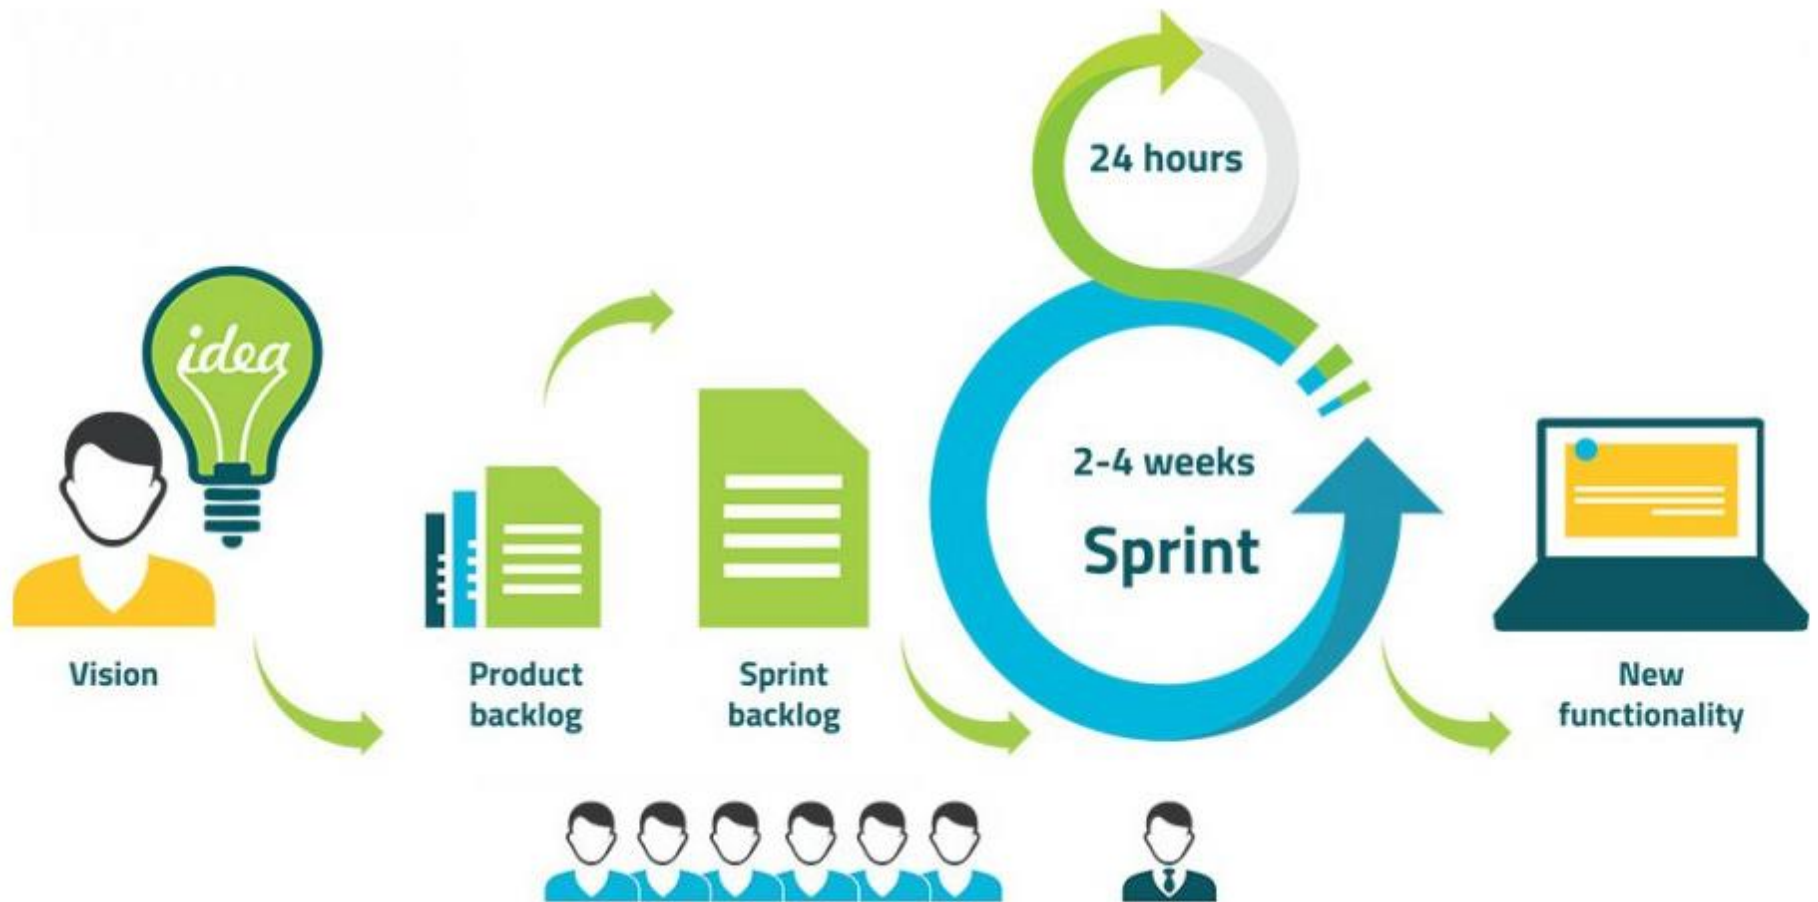 idea
Vision
Product
backlog
Sprint
backlog
24 hours
2-4 weeks
Sprint
New
functionality